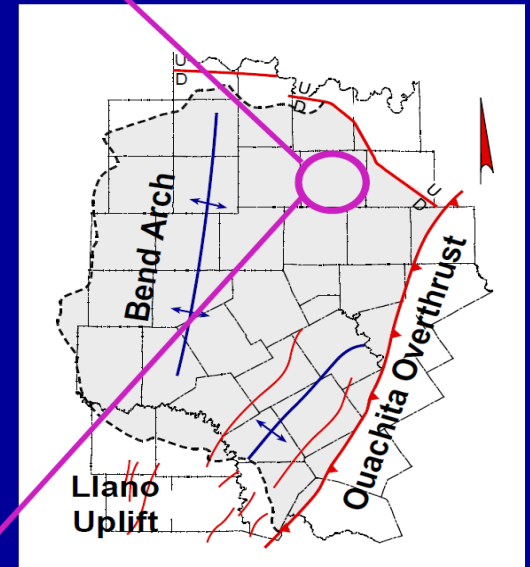 U
D
U
D
U
D
Bend Arch
Ouachita Overthrust
Llano
Uplift